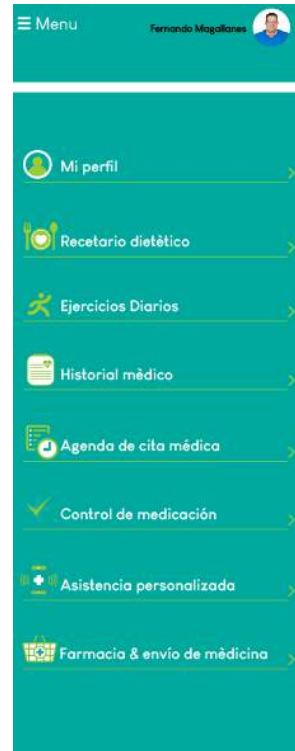 Menu
Fernando Magallanes
Mi perfil
Recetario dietètico
Ejercicios Diarios
Historial mèdico
Agenda de cita médica
Control de medicación
Asistencia personalizada
Farmacia & envío de mèdicina